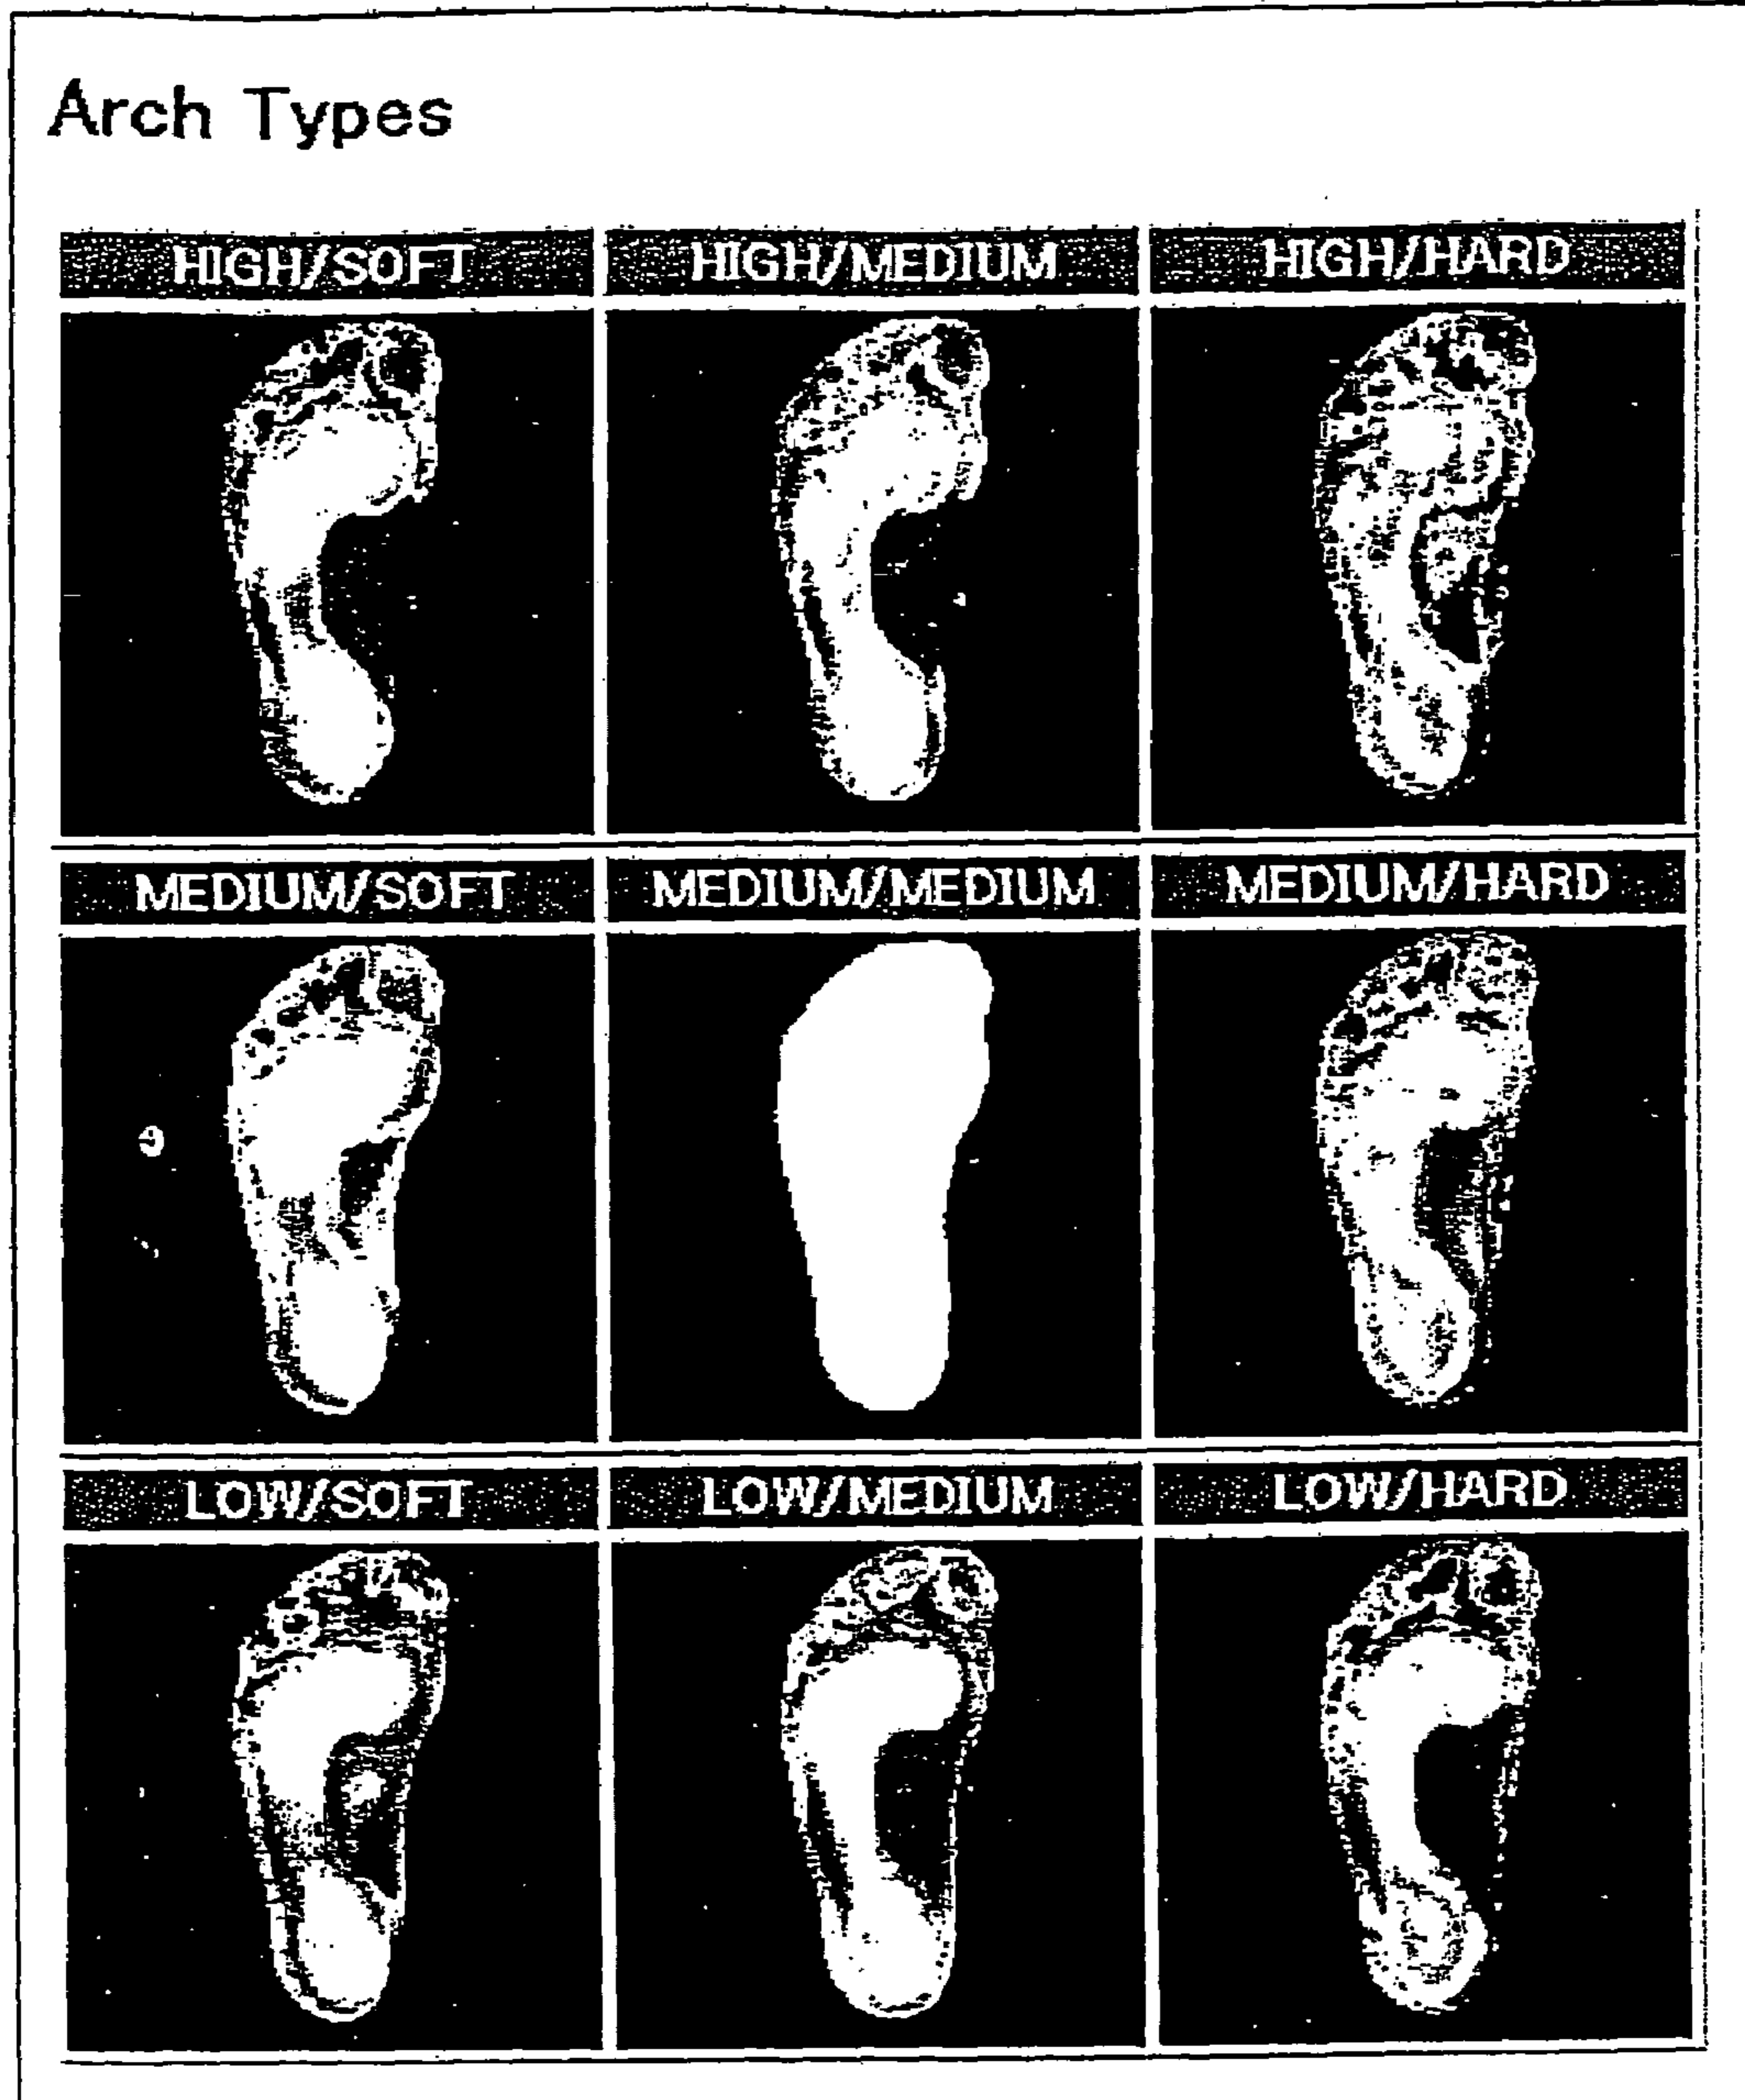 Arch Types
HIGH/SOFT HIGH/MEDIUM HIGH/HARD
MEDIUM/SOFT MEDIUM/MEDIUM MEDIUM/HARD
LOW/SOFT LOW/MEDIUM LOW/HARD